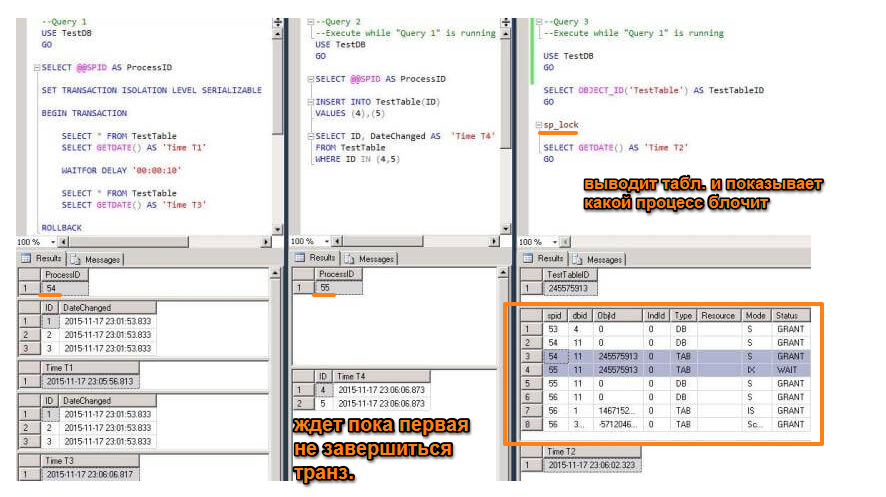 --Query 1
USE TestDB
GO
SELECT @@SPID AS ProcessID
SET TRANSACTION ISOLATION LEVEL SERIALIZABLE
BEGIN TRANSACTION
SELECT * FROM TestTable
SELECT GETDATE() AS 'Time T1'
WAITFOR DELAY '00:00:10'
SELECT * FROM TestTable
SELECT GETDATE() AS 'Time T3'
ROLLBACK
100 %
Results Messages
ProcessID
1 54
ID DateChanged
1 1 2015-11-17 23:01:53.833
2 2 2015-11-17 23:01:53.833
3 3 2015-11-17 23:01:53.833
Time T1
1 2015-11-17 23:05:56.813
ID DateChanged
1 1 2015-11-17 23:01:53.833
2 2 2015-11-17 23:01:53.833
3 3 2015-11-17 23:01:53.833
Time T3
1 2015-11-17 23:06:06.817
--Query 2
--Execute while "Query 1" is running
USE TestDB
GO
SELECT @@SPID AS ProcessID
INSERT INTO TestTable(ID)
VALUES (4),(5)
SELECT ID, DateChanged AS 'Time T4'
FROM TestTable
WHERE ID IN (4,5)
100 %
Results Messages
ProcessID
1 55
ID Time T4
1 4 2015-11-17 23:06:06.873
2 5 2015-11-17 23:06:06.873
ждет пока первая
не завершиться
транз.
--Query 3
--Execute while "Query 1" is running
USE TestDB
GO
SELECT OBJECT_ID('TestTable') AS TestTableID
GO
sp_lock
SELECT GETDATE() AS 'Time T2'
GO
выводит табл. и показывает
какой процесс блочит
100 %
Results Messages
TestTableID
1 245575913
spid dbid ObjId IndId Type Resource Mode Status
1 53 4 0 0 DB S GRANT
2 54 11 0 0 DB S GRANT
3 54 11 245575913 0 TAB S GRANT
4 55 11 245575913 0 TAB IX WAIT
5 55 11 0 0 DB S GRANT
6 56 11 0 0 DB S GRANT
7 56 1 1467152... 0 TAB IS GRANT
8 56 3... -5712046... 0 TAB Sc... GRANT
Time T2
1 2015-11-17 23:06:02.323